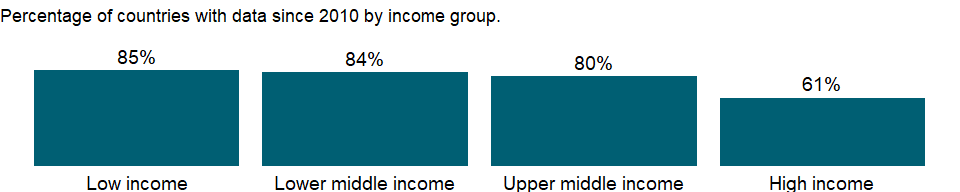 Percentage of countries with data since 2010 by income group.
85%
84%
80%
61%
Low income
Lower middle income
Upper middle income
High income